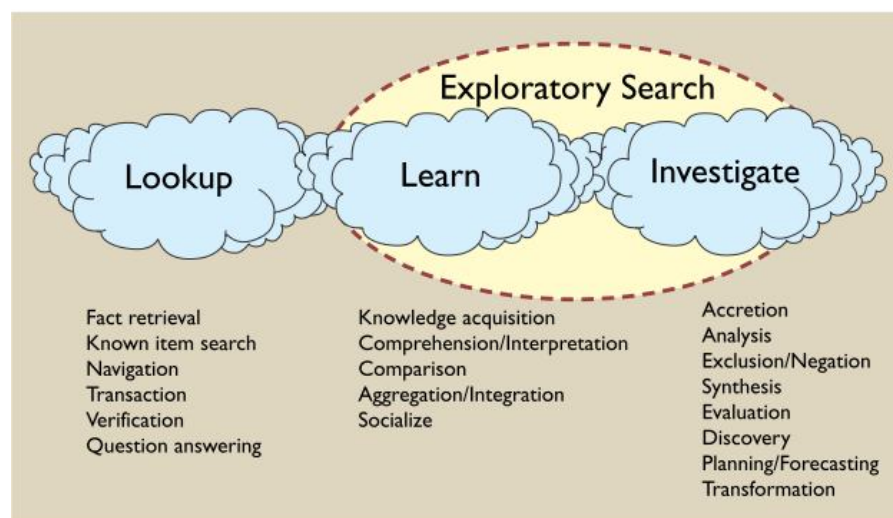 Exploratory Search
Lookup
Learn
Investigate
Fact retrieval
Known item search
Navigation
Transaction
Verification
Question answering
Knowledge acquisition
Comprehension/Interpretation
Comparison
Aggregation/Integration
Socialize
Accretion
Analysis
Exclusion/Negation
Synthesis
Evaluation
Discovery
Planning/Forecasting
Transformation